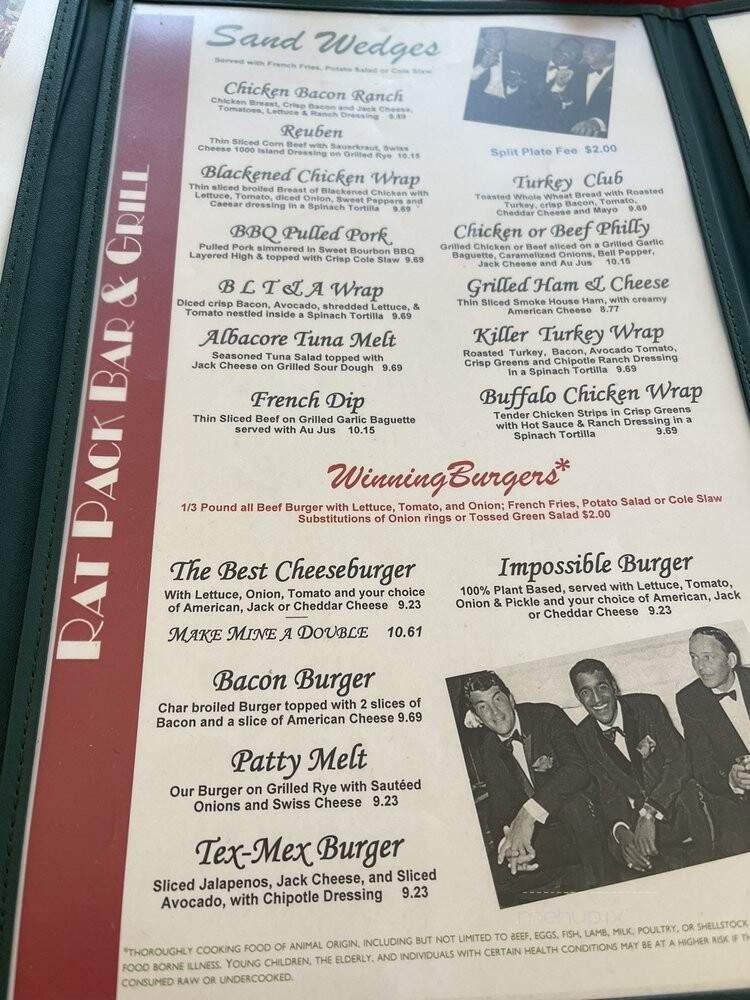 RAT PACK BAR & GRILL
Sand Wedges
Served with French Fries, Potato Salad or Cole Slaw
Chicken Bacon Ranch
Chicken Breast, Crisp Bacon and Jack Cheese,
Tomatoes, Lettuce & Ranch Dressing
Reuben
Thin Sliced Corn Beef with Sauerkraut, Swiss
Cheese 1000 Island Dressing on Grilled Rye 10.15
Blackened Chicken Wrap
Thin sliced broiled Breast of Blackened Chicken with
Lettuce, Tomato, diced Onion, Sweet Peppers and
Caesar dressing in a Spinach Tortilla 9.69
BBQ Pulled Pork
Pulled Pork simmered in Sweet Bourbon BBQ
Layered High & topped with Crisp Cole Slaw 9.69
B L T & A Wrap
Diced crisp Bacon, Avocado, shredded Lettuce, &
Tomato nestled inside a Spinach Tortilla 9.69
Albacore Tuna Melt
Seasoned Tuna Salad topped with
Jack Cheese on Grilled Sour Dough 9.69
French Dip
Thin Sliced Beef on Grilled Garlic Baguette
served with Au Jus 10.15
Split Plate Fee $2.00
Turkey Club
Toasted Whole Wheat Bread with Roasted
Turkey, crisp Bacon, Tomato,
Cheddar Cheese and Mayo 9.69
Chicken or Beef Philly
Grilled Chicken or Beef sliced on a Grilled Garlic
Baguette, Caramelized Onions, Bell Pepper,
Jack Cheese and Au Jus 10.15
Grilled Ham & Cheese
Thin Sliced Smoke House Ham, with creamy
American Cheese 8.77
Killer Turkey Wrap
Roasted Turkey, Bacon, Avocado Tomato,
Crisp Greens and Chipotle Ranch Dressing
in a Spinach Tortilla 9.69
Buffalo Chicken Wrap
Tender Chicken Strips in Crisp Greens
with Hot Sauce & Ranch Dressing in a
Spinach Tortilla 9.69
Winning Burgers*
1/3 Pound all Beef Burger with Lettuce, Tomato, and Onion; French Fries, Potato Salad or Cole Slaw
Substitutions of Onion rings or Tossed Green Salad $2.00
The Best Cheeseburger
With Lettuce, Onion, Tomato and your choice
of American, Jack or Cheddar Cheese 9.23
MAKE MINE A DOUBLE 10.61
Bacon Burger
Char broiled Burger topped with 2 slices of
Bacon and a slice of American Cheese 9.69
Patty Melt
Our Burger on Grilled Rye with Sautéed
Onions and Swiss Cheese 9.23
Tex-Mex Burger
Sliced Jalapenos, Jack Cheese, and Sliced
Avocado, with Chipotle Dressing 9.23
Impossible Burger
100% Plant Based, served with Lettuce, Tomato,
Onion & Pickle and your choice of American, Jack
or Cheddar Cheese 9.23
*THOROUGHLY COOKING FOOD OF ANIMAL ORIGIN, INCLUDING BUT NOT LIMITED TO BEEF, EGGS, FISH, LAMB, MILK, POULTRY, OR SHELLSTOCK
FOOD BORNE ILLNESS. YOUNG CHILDREN, THE ELDERLY, AND INDIVIDUALS WITH CERTAIN HEALTH CONDITIONS MAY BE AT A HIGHER RISK IF
CONSUMED RAW OR UNDERCOOKED.